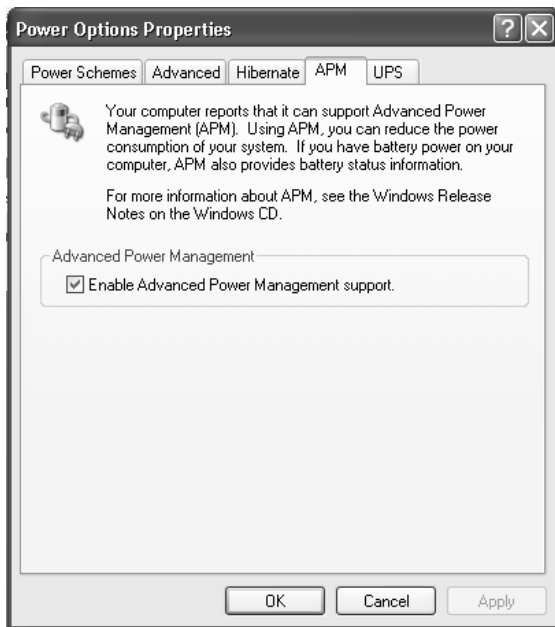 Power Options Properties
Power Schemes Advanced Hibernate APM UPS
Your computer reports that it can support Advanced Power
Management (APM). Using APM, you can reduce the power
consumption of your system. If you have battery power on your
computer, APM also provides battery status information.
For more information about APM, see the Windows Release
Notes on the Windows CD.
Advanced Power Management
Enable Advanced Power Management support.
OK Cancel Apply